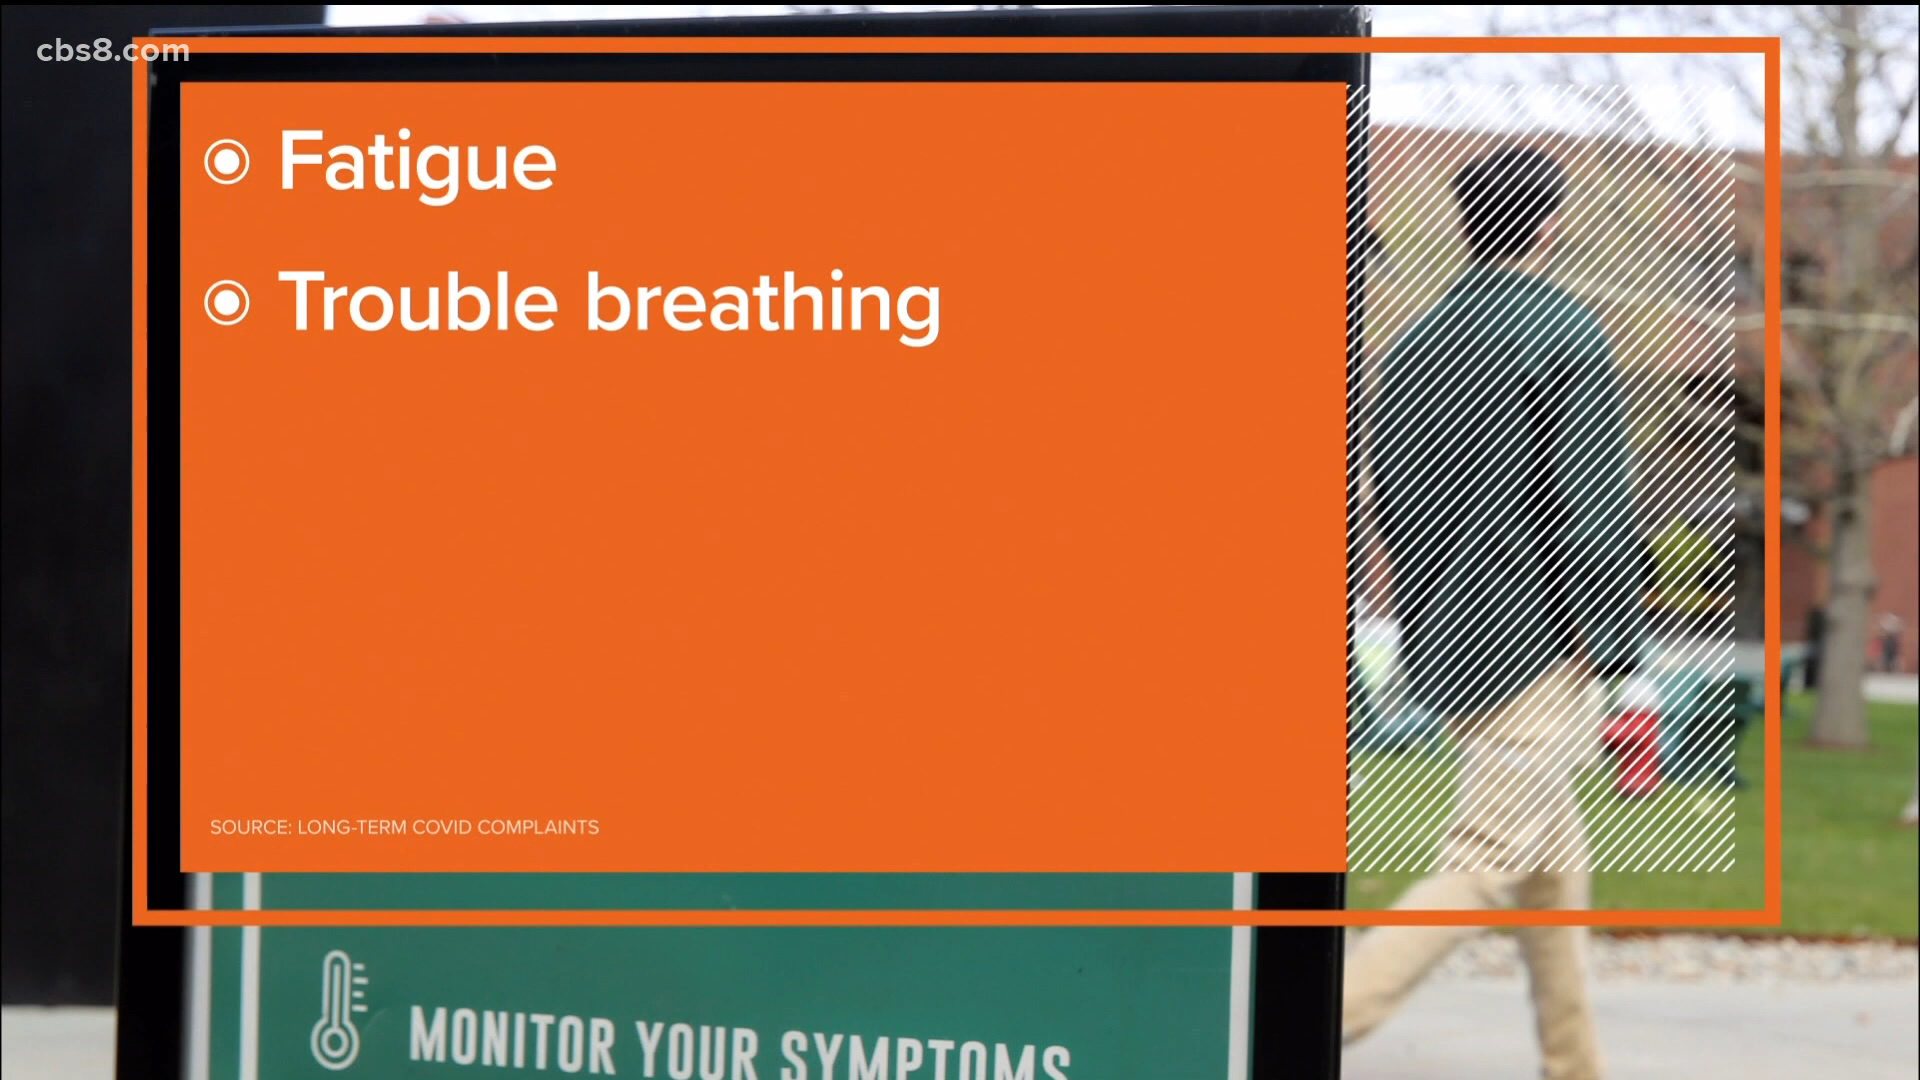 cbs8.com
Fatigue
Trouble breathing
SOURCE: LONG-TERM COVID COMPLAINTS
MONITOR YOUR SYMPTOMS